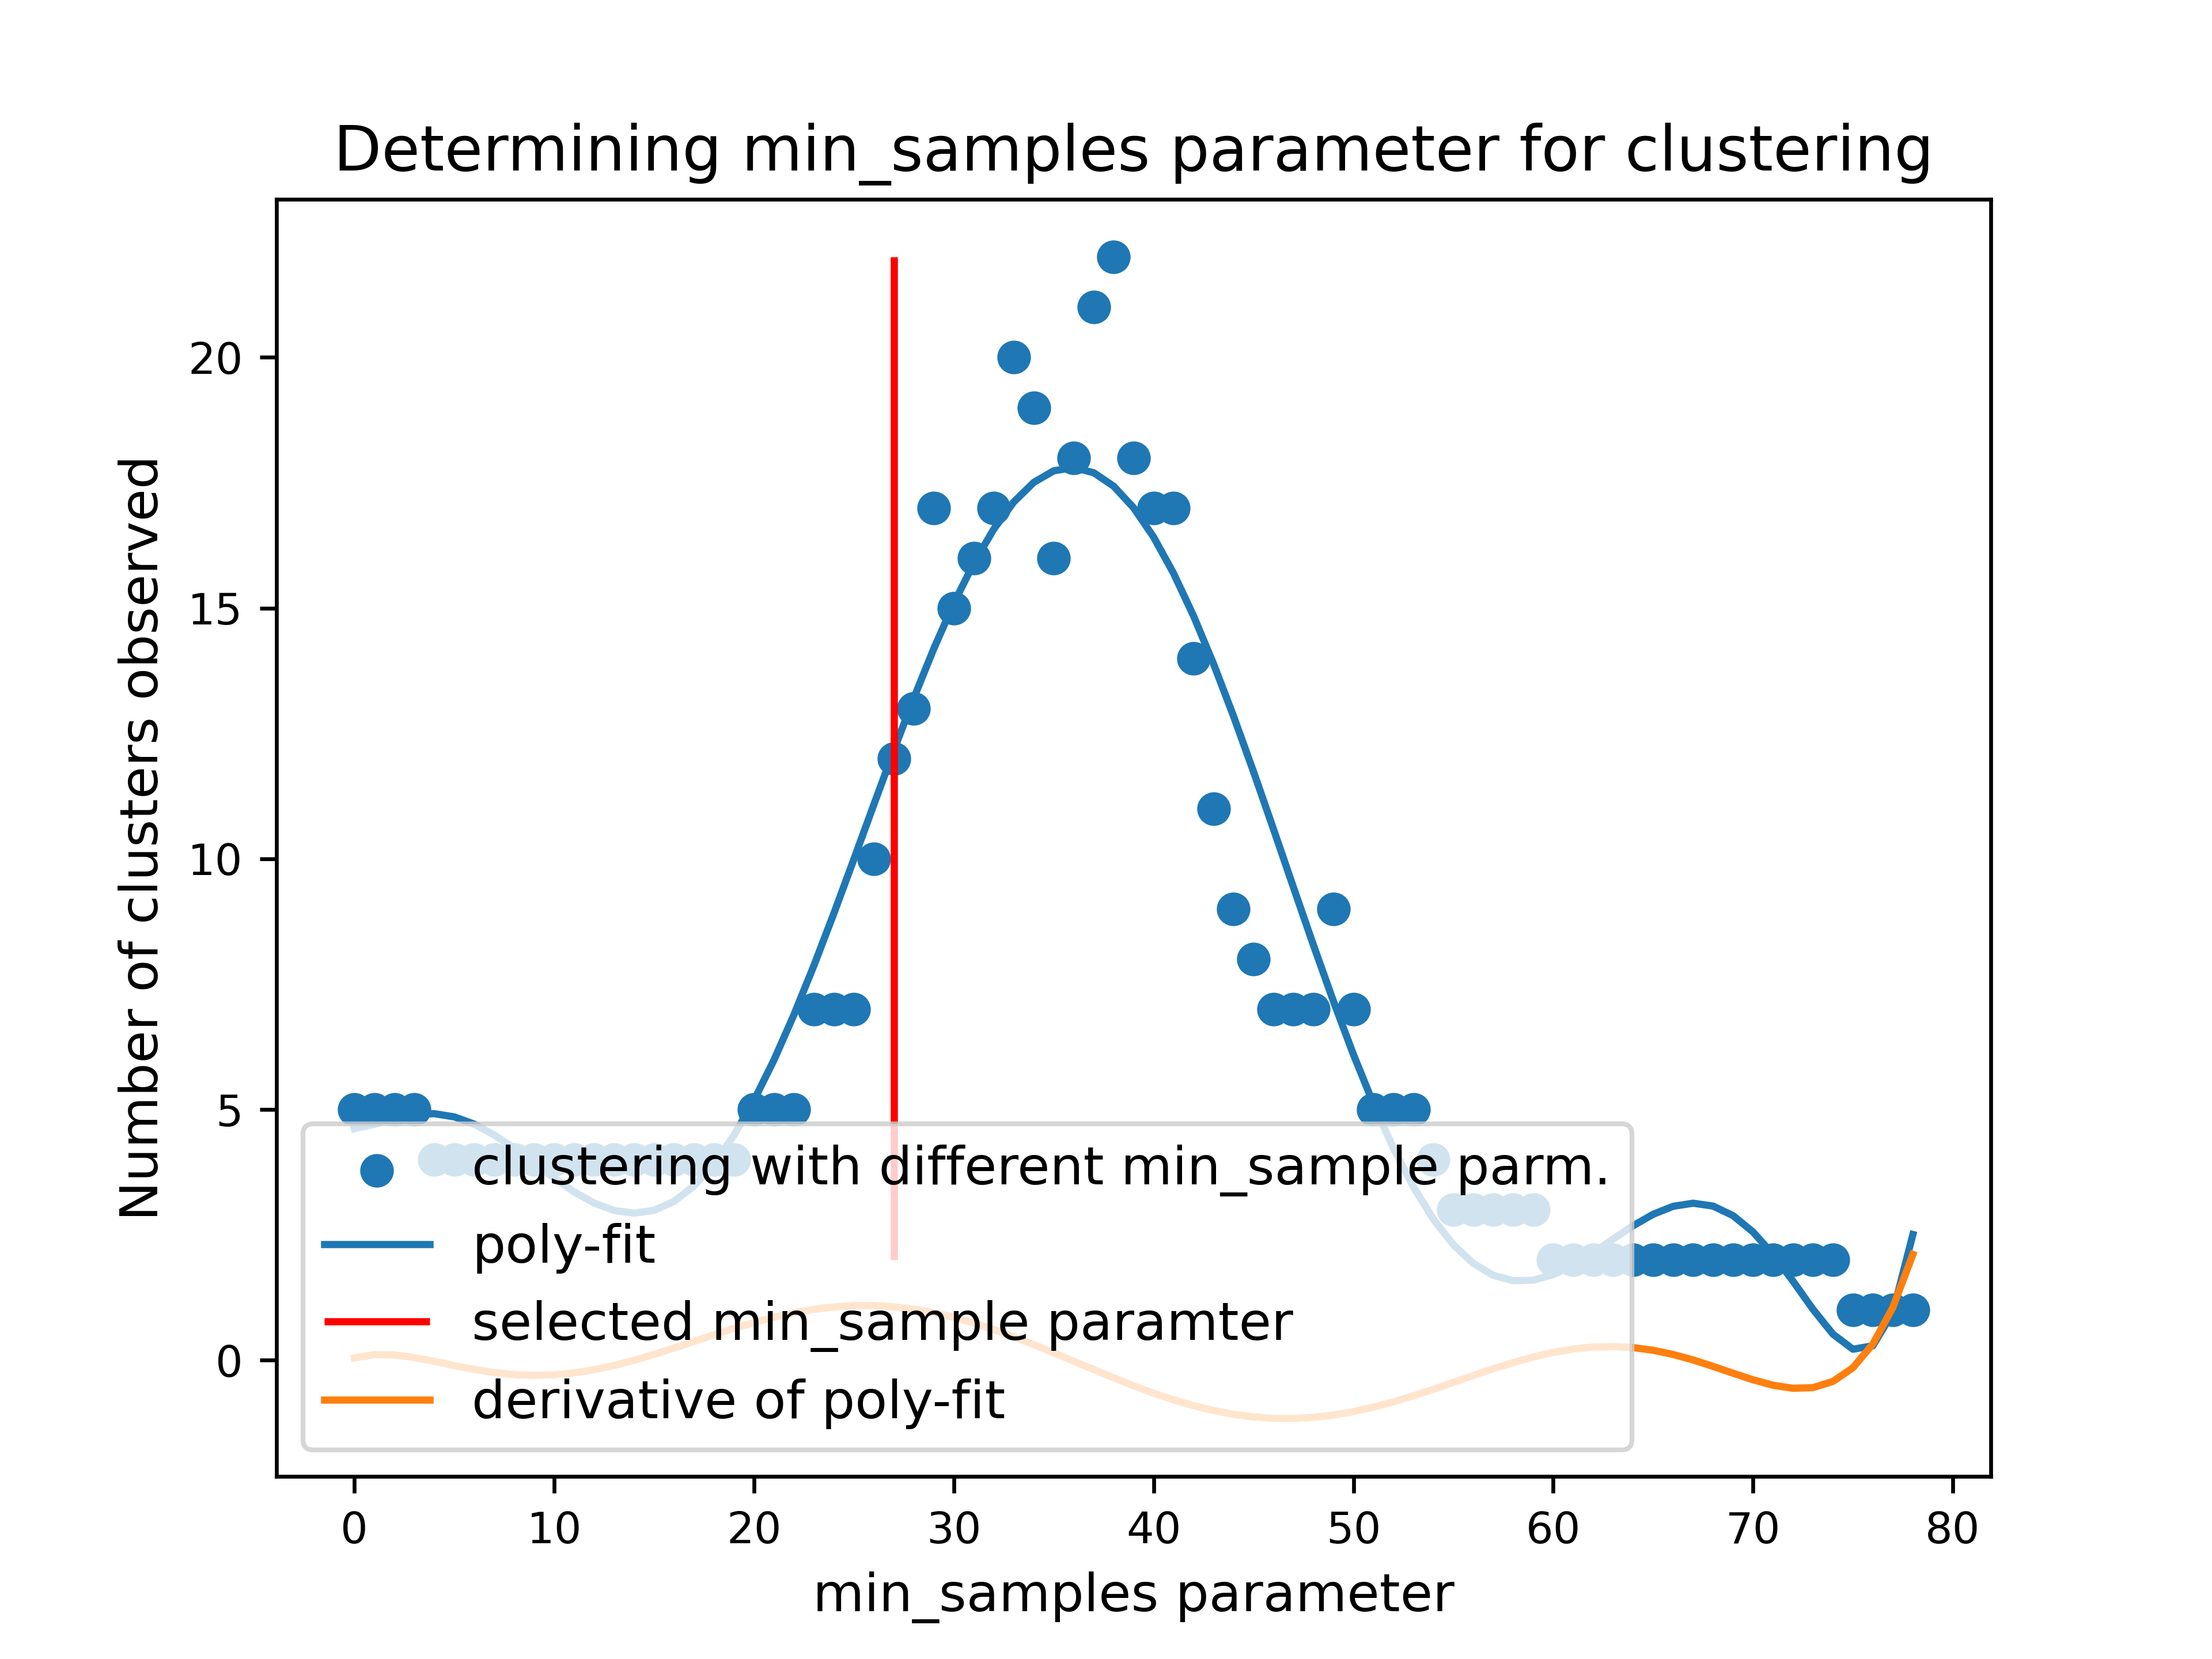 Determining min_samples parameter for clustering
Number of clusters observed
20
15
10
5
0
clustering with different min_sample parm.
poly-fit
selected min_sample paramter
derivative of poly-fit
0 10 20 30 40 50 60 70 80
min_samples parameter